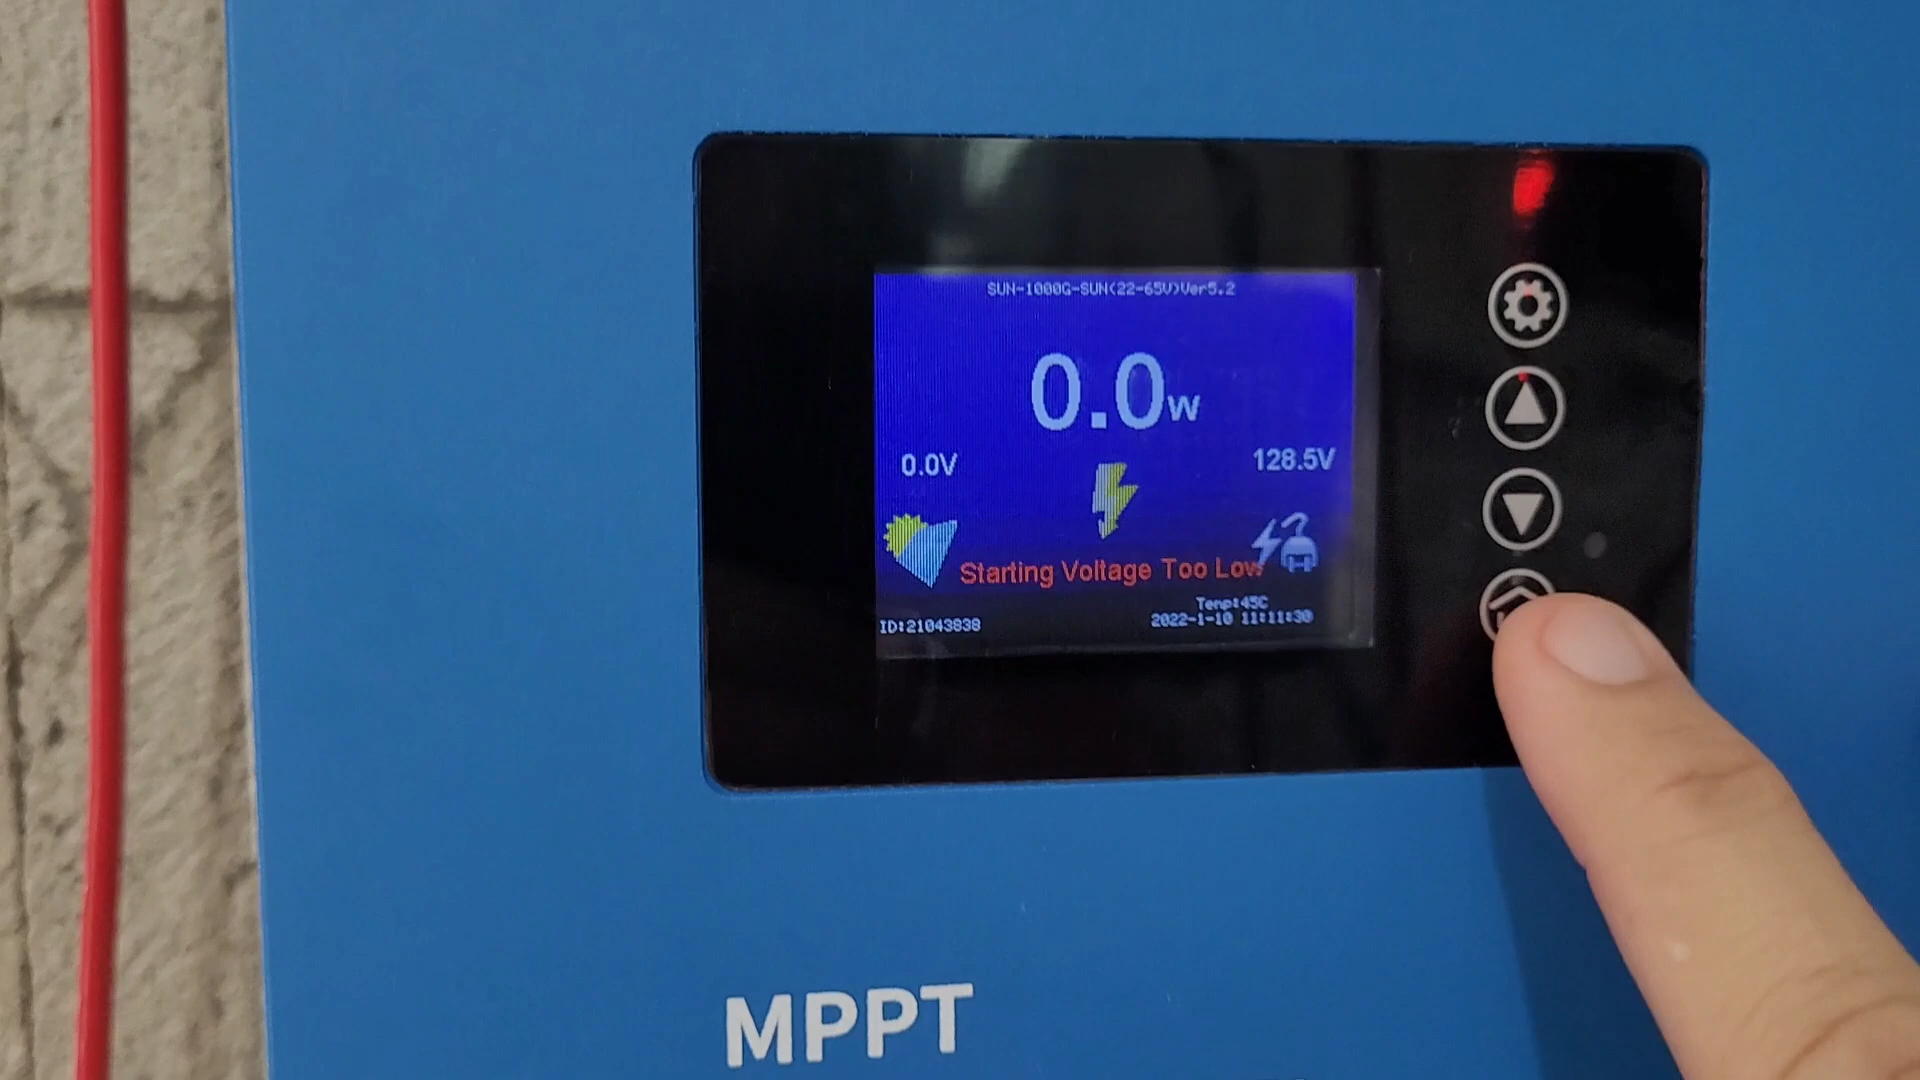 SUN-1000G-SUN(22-65V)Ver5.2
0.0W
0.0V
128.5V
Starting Voltage Too Low
Temp:45C
ID:21043838
2022-1-10 11:11:30
MPPT